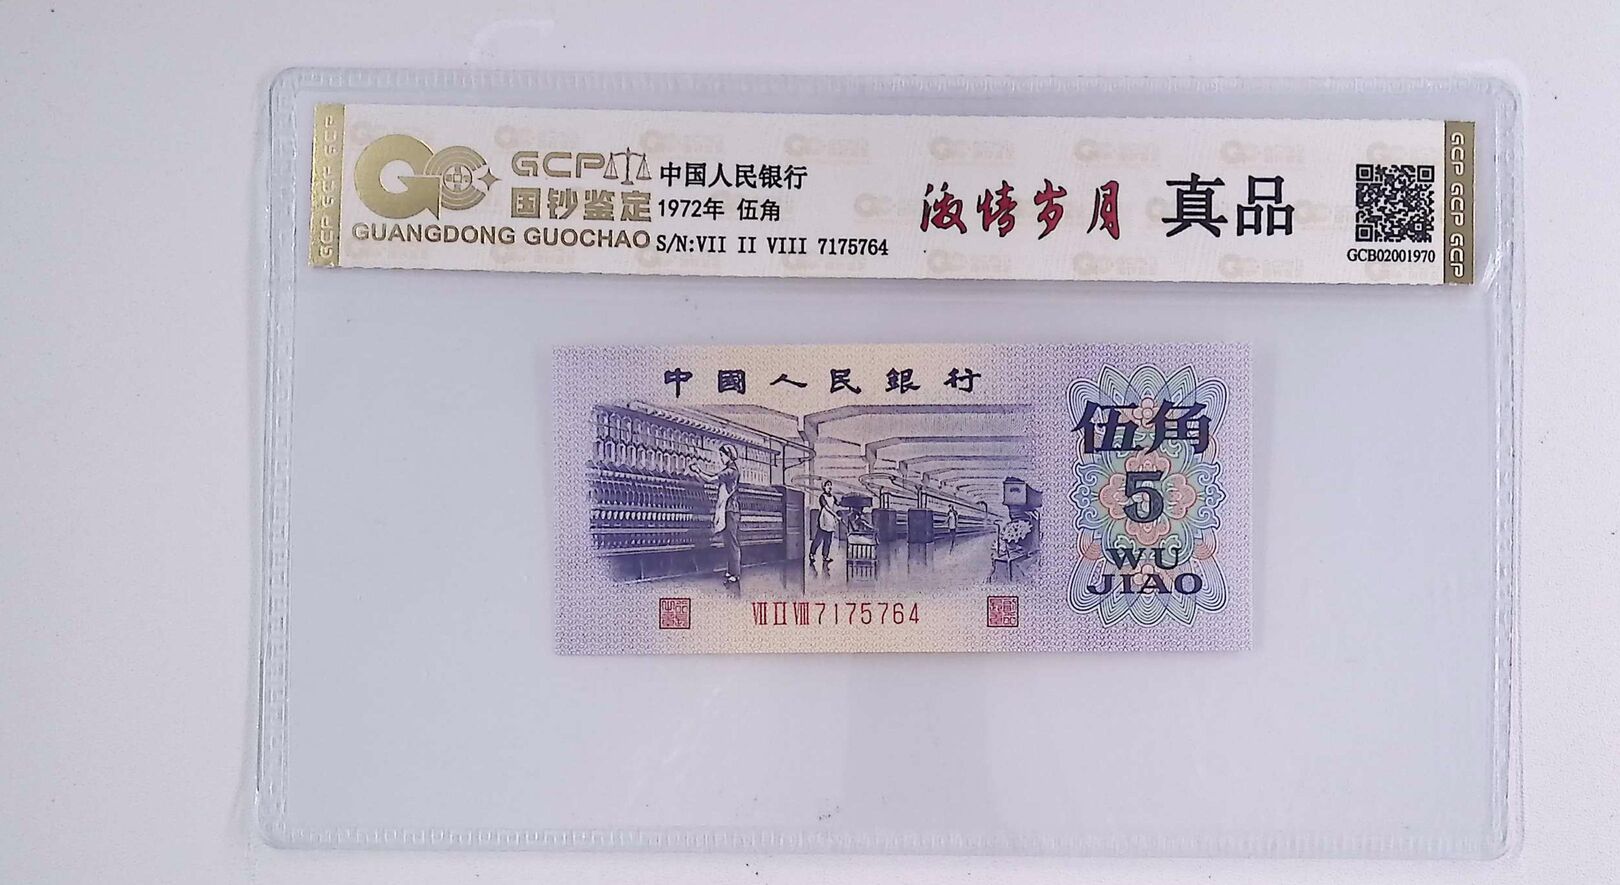 GCP
国钞鉴定
GUANGDONG GUOCHAO
中国人民银行
1972年 伍角
S/N:VII II VIII 7175764
激情岁月
真品
GCB02001970
GCP GCP GCP
GCP GCP GCP
中國人民銀行
伍角
5
WU
JIAO
VII II VIII 7175764